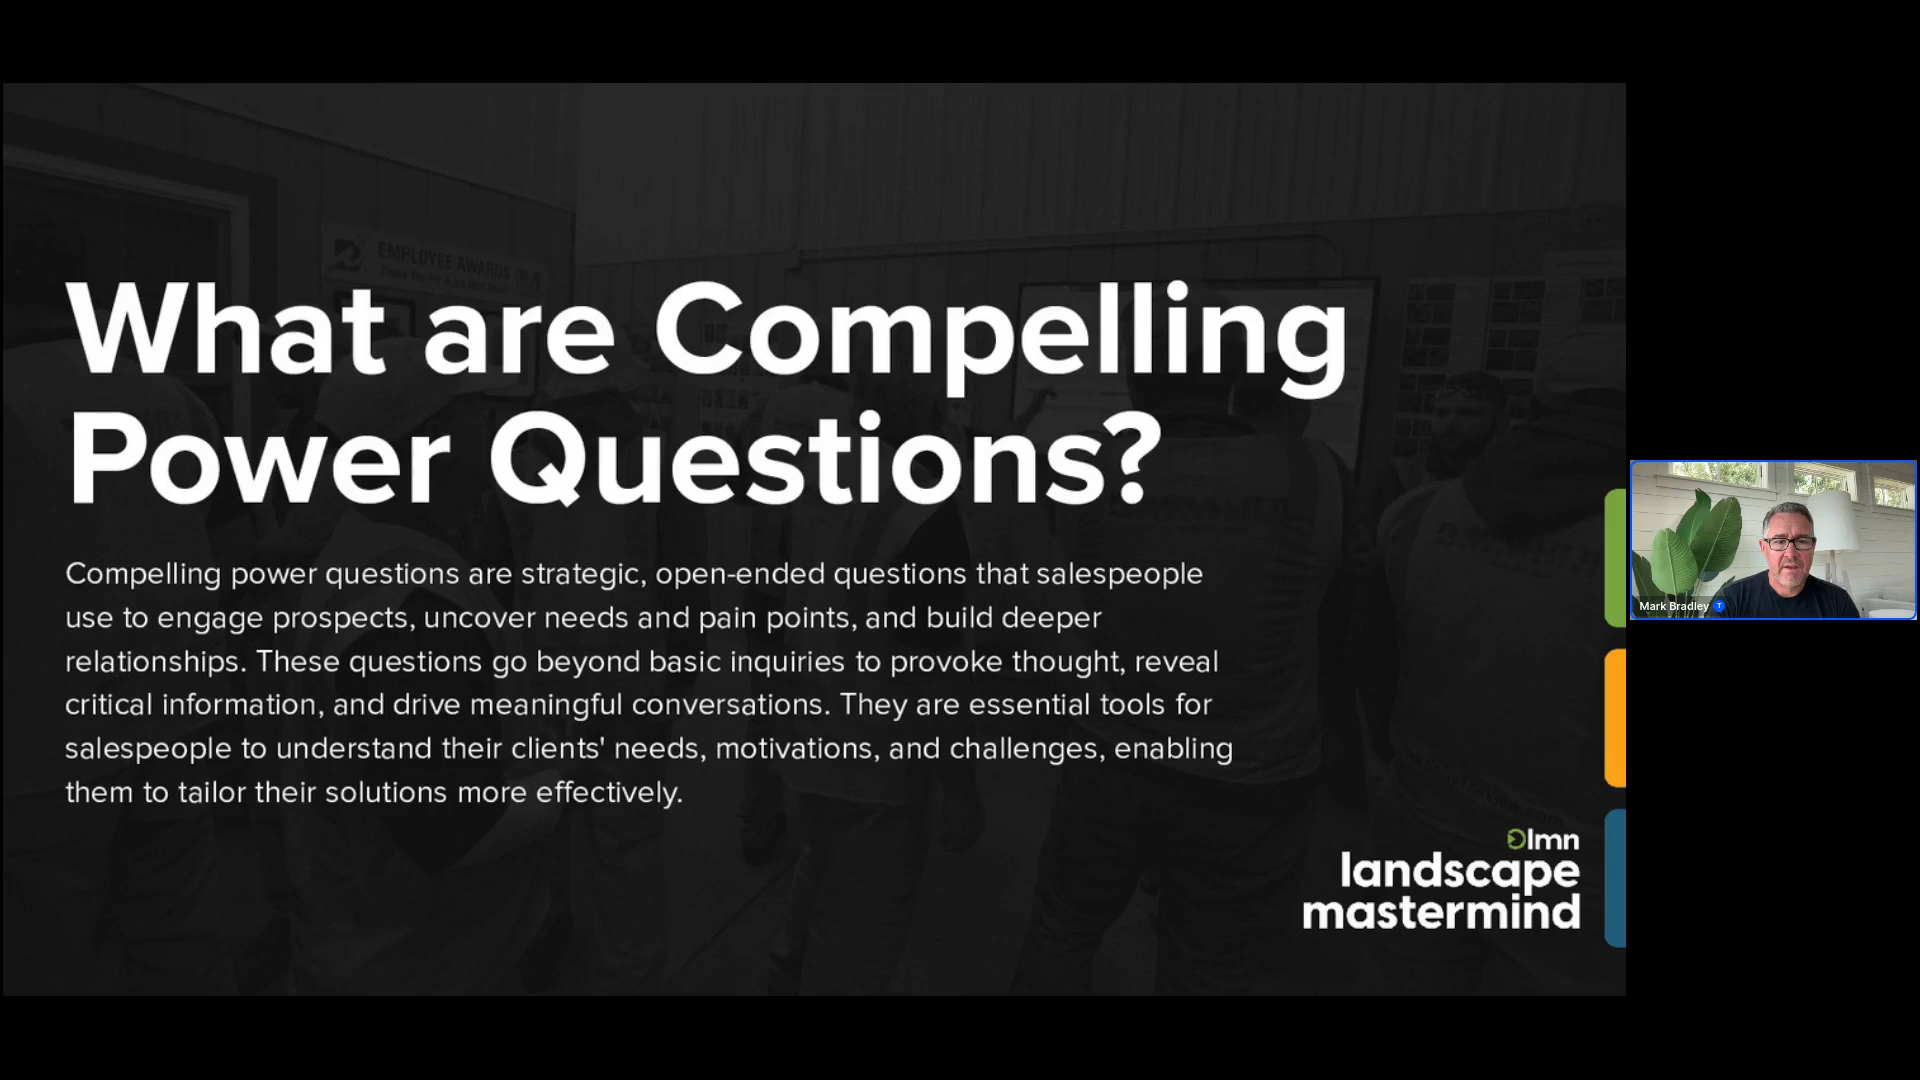 EMPLOYEE AWARDS
What are Compelling
Power Questions?
Compelling power questions are strategic, open-ended questions that salespeople
use to engage prospects, uncover needs and pain points, and build deeper
relationships. These questions go beyond basic inquiries to provoke thought, reveal
critical information, and drive meaningful conversations. They are essential tools for
salespeople to understand their clients' needs, motivations, and challenges, enabling
them to tailor their solutions more effectively.
lmn
landscape
mastermind
Mark Bradley
T